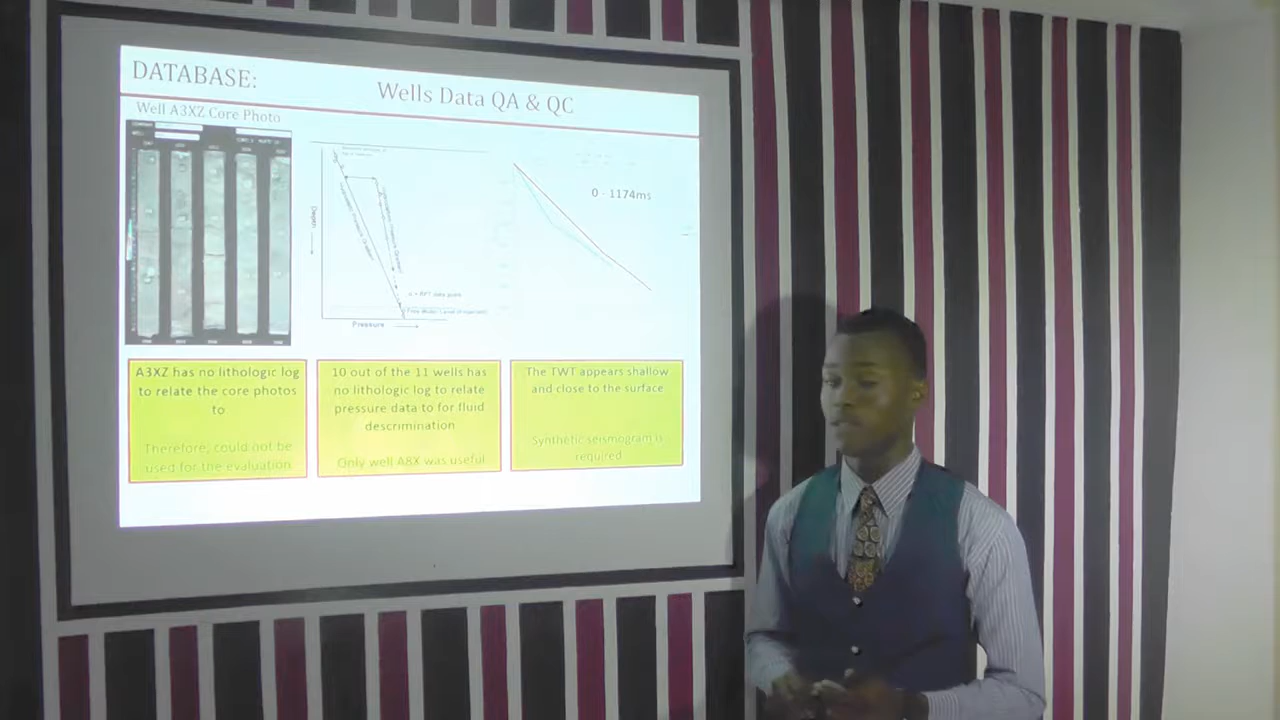 DATABASE:
Wells Data QA & QC
Well A3XZ Core Photo
Depth
Pressure
0 - 1174ms
A3XZ has no lithologic log
to relate the core photos
to
Therefore, could not be
used for the evaluation
10 out of the 11 wells has
no lithologic log to relate
pressure data to for fluid
descrimination
Only well A8X was useful
The TWT appears shallow
and close to the surface
Synthetic seismogram is
required